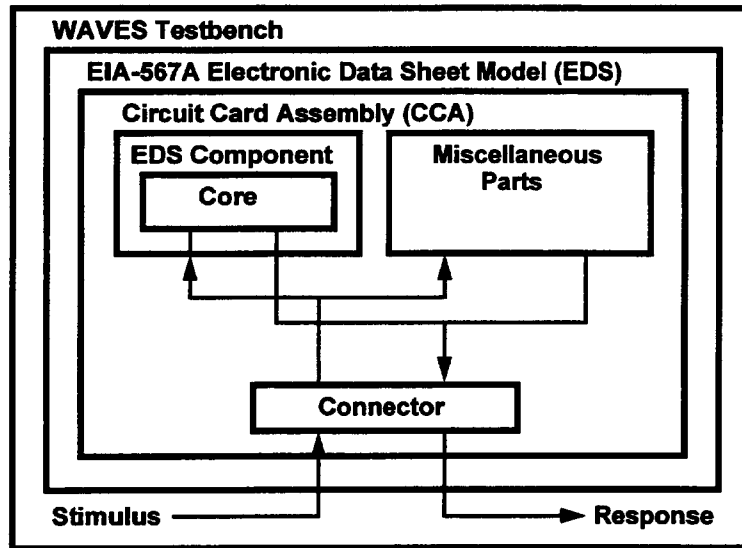 WAVES Testbench
EIA-567A Electronic Data Sheet Model (EDS)
Circuit Card Assembly (CCA)
EDS Component
Core
Miscellaneous
Parts
Connector
Stimulus
Response